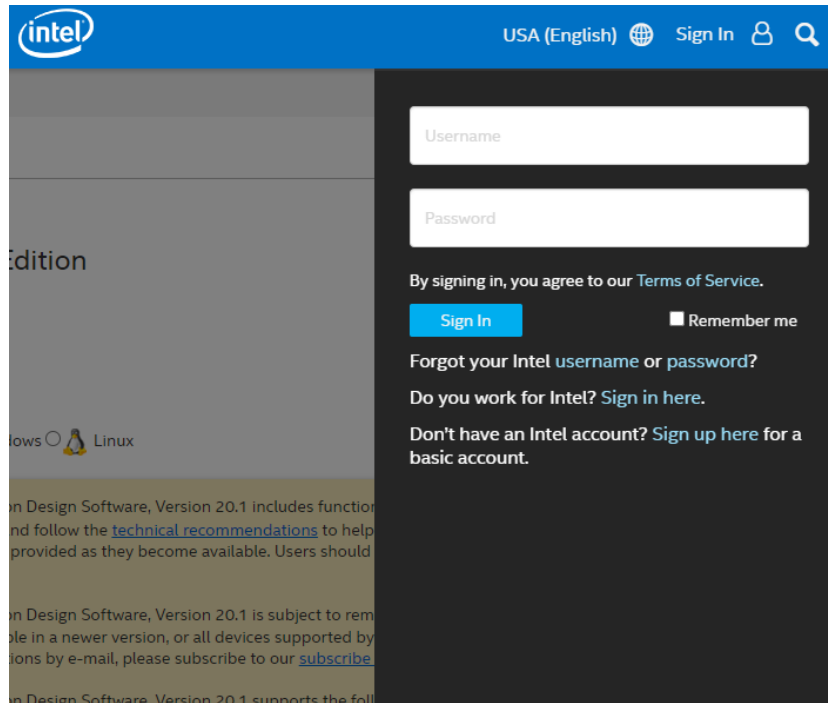 intel
USA (English) Sign In
Username
Password
By signing in, you agree to our Terms of Service.
Sign In Remember me
Forgot your Intel username or password?
Do you work for Intel? Sign in here.
Don't have an Intel account? Sign up here for a
basic account.
Edition
dows Linux
on Design Software, Version 20.1 includes function
nd follow the technical recommendations to help
provided as they become available. Users should
on Design Software, Version 20.1 is subject to rem
ble in a newer version, or all devices supported by
tions by e-mail, please subscribe to our subscribe
on Design Software, Version 20.1 supports the foll